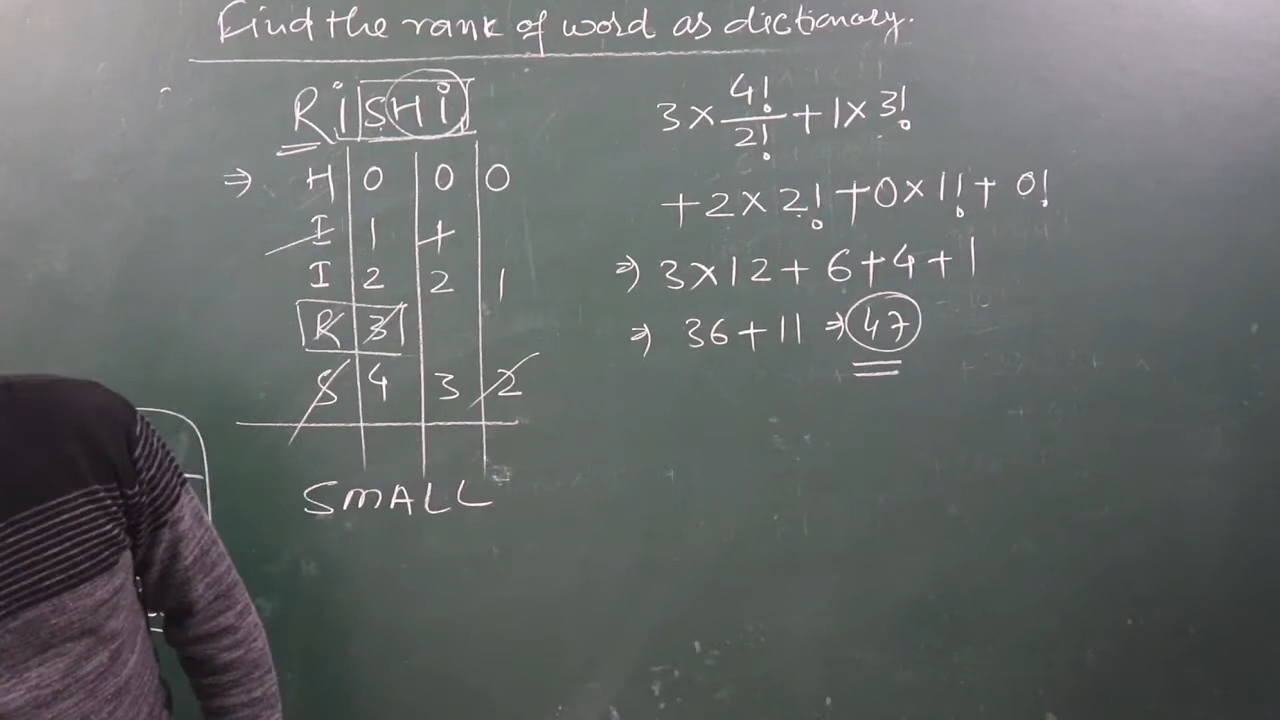 Find the rank of word as dictionary.
RiSHi
⇒ H 0 0 0
I 1 1
I 2 2 1
R 3
S 4 3 2
SMALL
3 × 4!/2! + 1 × 3!
+ 2 × 2! + 0 × 1! + 0!
⇒ 3 × 12 + 6 + 4 + 1
⇒ 36 + 11 ⇒ 47